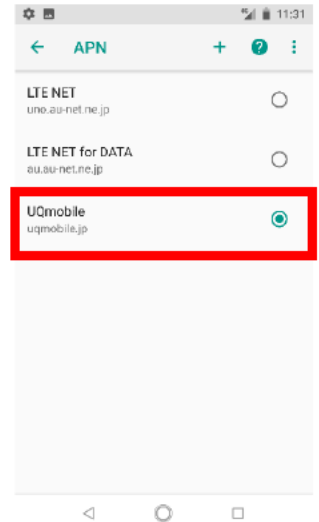 4G 11:31
APN
LTE NET
uno.au-net.ne.jp
LTE NET for DATA
au.au-net.ne.jp
UQmobile
uqmobile.jp